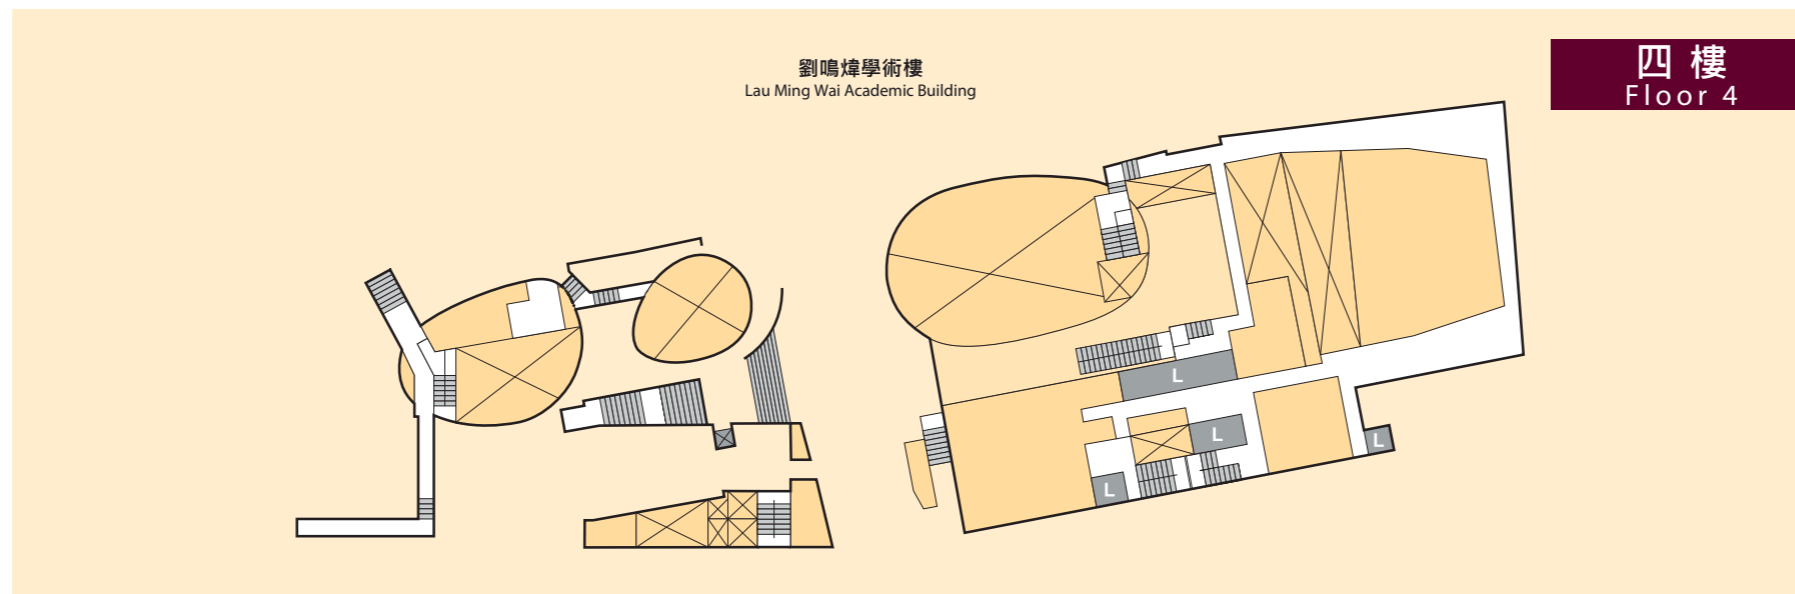 劉鳴煒學術樓
Lau Ming Wai Academic Building
四樓
Floor 4
L
L
L
L